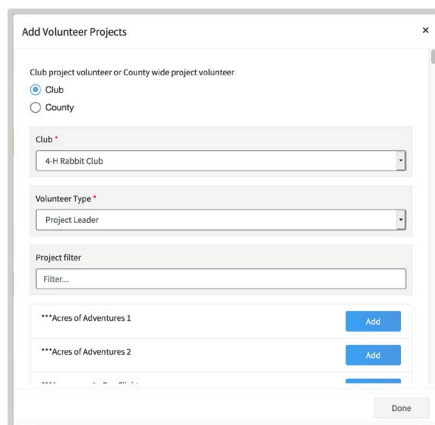 Add Volunteer Projects ×
Club project volunteer or County wide project volunteer
Club
County
Club *
4-H Rabbit Club
Volunteer Type *
Project Leader
Project filter
Filter...
***Acres of Adventures 1 Add
***Acres of Adventures 2 Add
Done